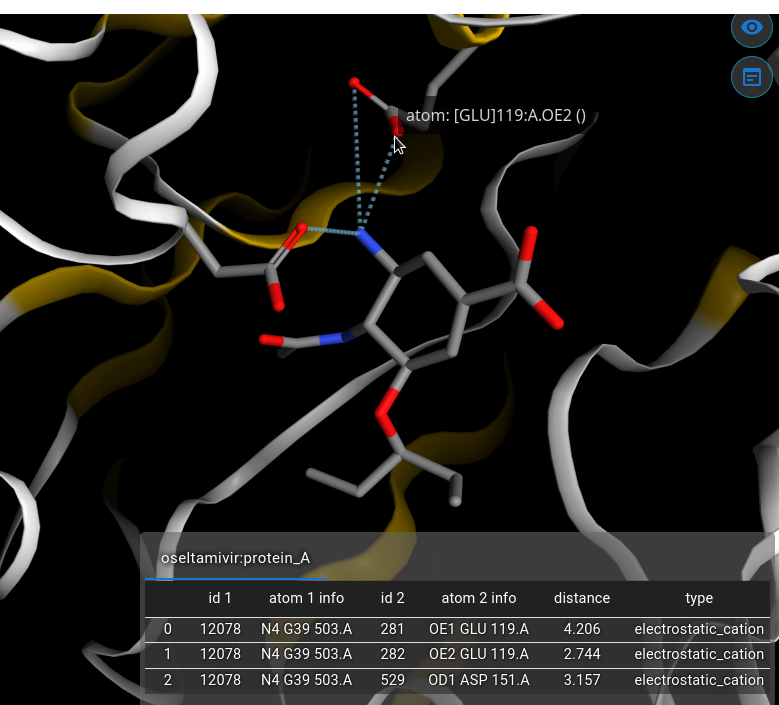 atom: [GLU]119:A.OE2 ()
oseltamivir:protein_A
id 1 atom 1 info id 2 atom 2 info distance type
0 12078 N4 G39 503.A 281 OE1 GLU 119.A 4.206 electrostatic_cation
1 12078 N4 G39 503.A 282 OE2 GLU 119.A 2.744 electrostatic_cation
2 12078 N4 G39 503.A 529 OD1 ASP 151.A 3.157 electrostatic_cation